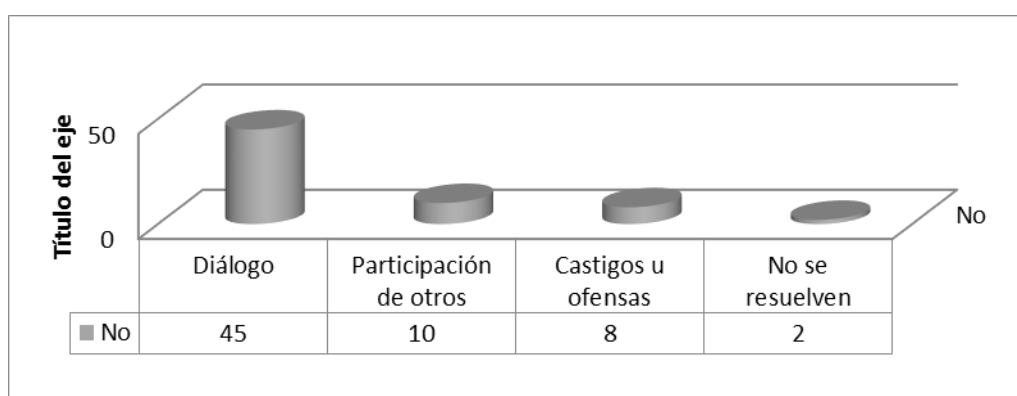 Título del eje
50
0
No
Diálogo
Participación
de otros
Castigos u
ofensas
No se
resuelven
No 45 10 8 2